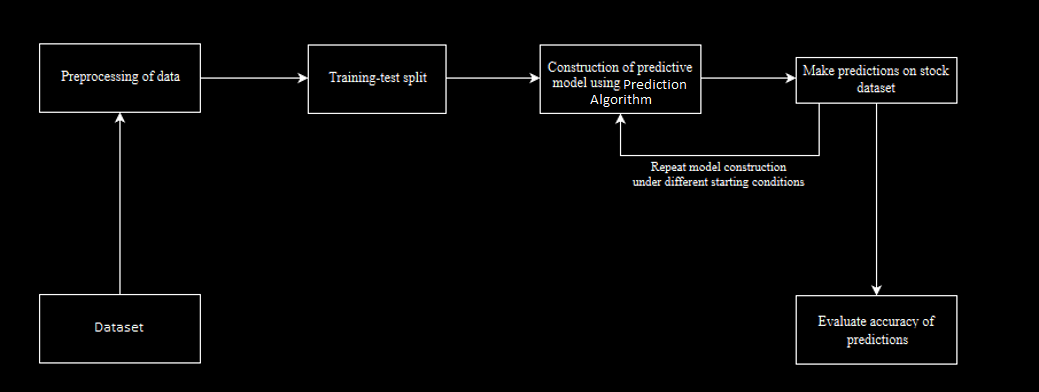 Preprocessing of data
Training-test split
Construction of predictive
model using Prediction
Algorithm
Make predictions on stock
dataset
Repeat model construction
under different starting conditions
Dataset
Evaluate accuracy of
predictions